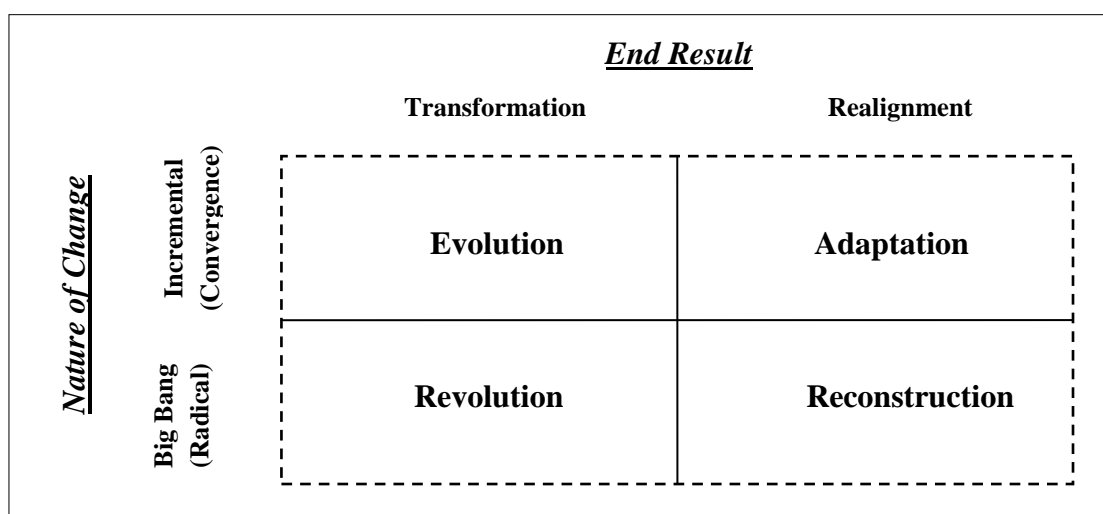 End Result
Transformation Realignment
Nature of Change
Incremental
(Convergence)
Evolution Adaptation
Big Bang
(Radical)
Revolution Reconstruction